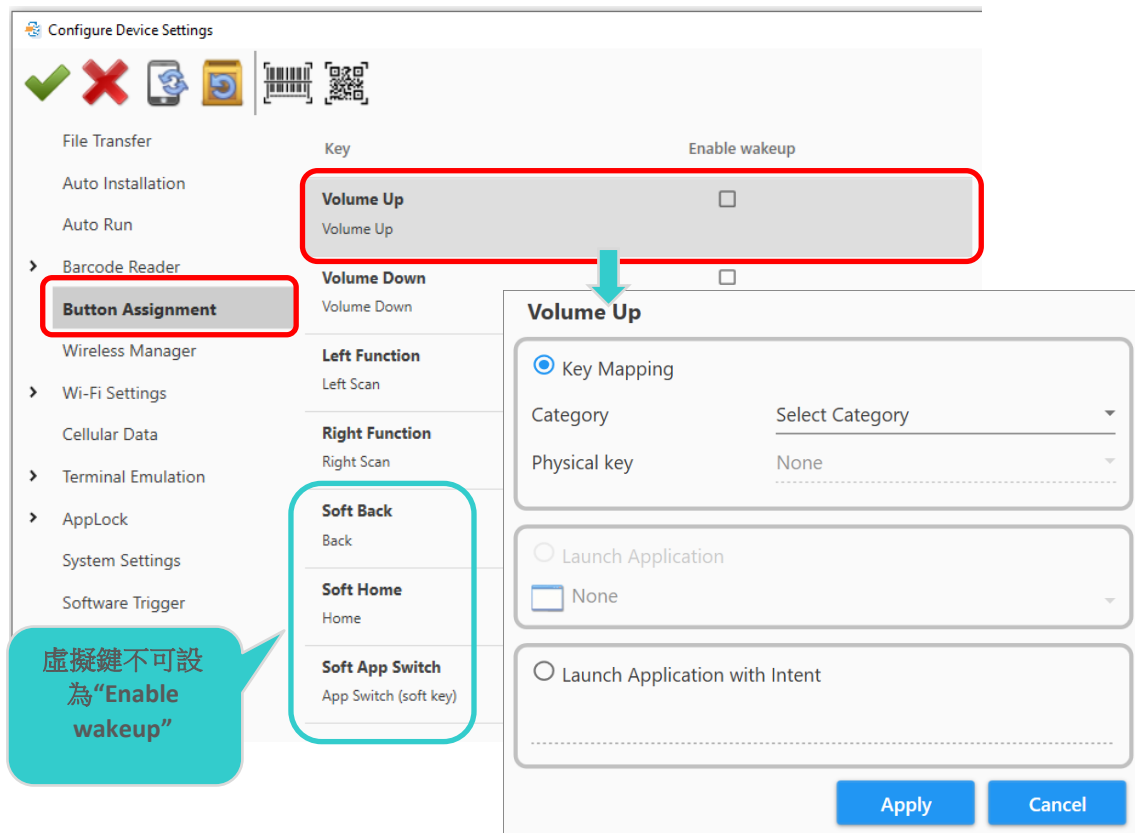 Configure Device Settings
File Transfer
Auto Installation
Auto Run
Barcode Reader
Button Assignment
Wireless Manager
Wi-Fi Settings
Cellular Data
Terminal Emulation
AppLock
System Settings
Software Trigger
Key Enable wakeup
Volume Up
Volume Up
Volume Down
Volume Down
Left Function
Left Scan
Right Function
Right Scan
Soft Back
Back
Soft Home
Home
Soft App Switch
App Switch (soft key)
虛擬鍵不可設
為“Enable
wakeup”
Volume Up
Key Mapping
Category Select Category
Physical key None
Launch Application
None
Launch Application with Intent
Apply Cancel